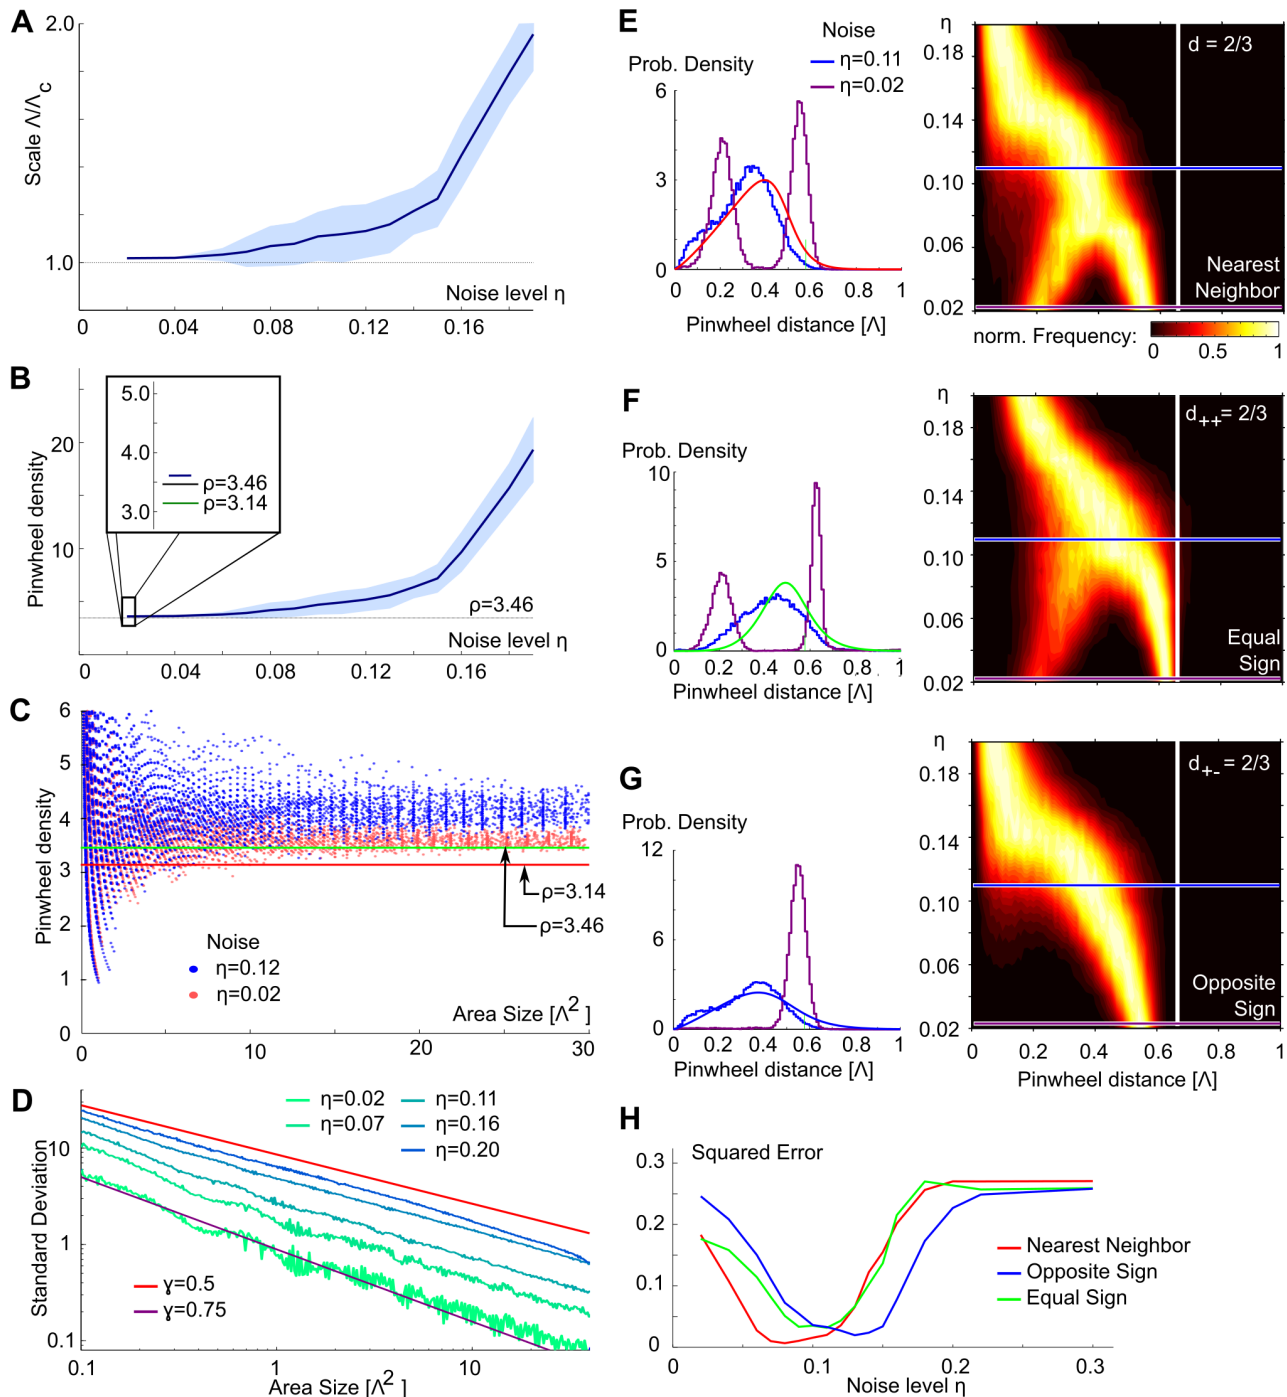 A
2.0
Scale Λ/Λc
1.0
Noise level η
0 0.04 0.08 0.12 0.16
B
5.0
4.0
3.0
ρ=3.46
ρ=3.14
20
10
Pinwheel density
ρ=3.46
Noise level η
0 0.04 0.08 0.12 0.16
C
6
5
4
3
2
1
0
Pinwheel density
ρ=3.14
ρ=3.46
Noise
η=0.12
η=0.02
Area Size [Λ²]
0 10 20 30
D
10
1
0.1
Standard Deviation
η=0.02
η=0.07
η=0.11
η=0.16
η=0.20
ɣ=0.5
ɣ=0.75
0.1 1 10
Area Size [Λ²]
E
Noise
η=0.11
η=0.02
Prob. Density
6
3
0
0 0.2 0.4 0.6 0.8 1
Pinwheel distance [Λ]
η
0.18
0.14
0.10
0.06
0.02
d = 2/3
Nearest
Neighbor
norm. Frequency:
0 0.5 1
F
Prob. Density
10
5
0
0 0.2 0.4 0.6 0.8 1
Pinwheel distance [Λ]
η
0.18
0.14
0.10
0.06
0.02
d++= 2/3
Equal
Sign
G
Prob. Density
12
6
0
0 0.2 0.4 0.6 0.8 1
Pinwheel distance [Λ]
η
0.18
0.14
0.10
0.06
0.02
d+-= 2/3
Opposite
Sign
0 0.2 0.4 0.6 0.8 1
Pinwheel distance [Λ]
H
Squared Error
0.3
0.2
0.1
0
Nearest Neighbor
Opposite Sign
Equal Sign
0 0.1 0.2 0.3
Noise level η